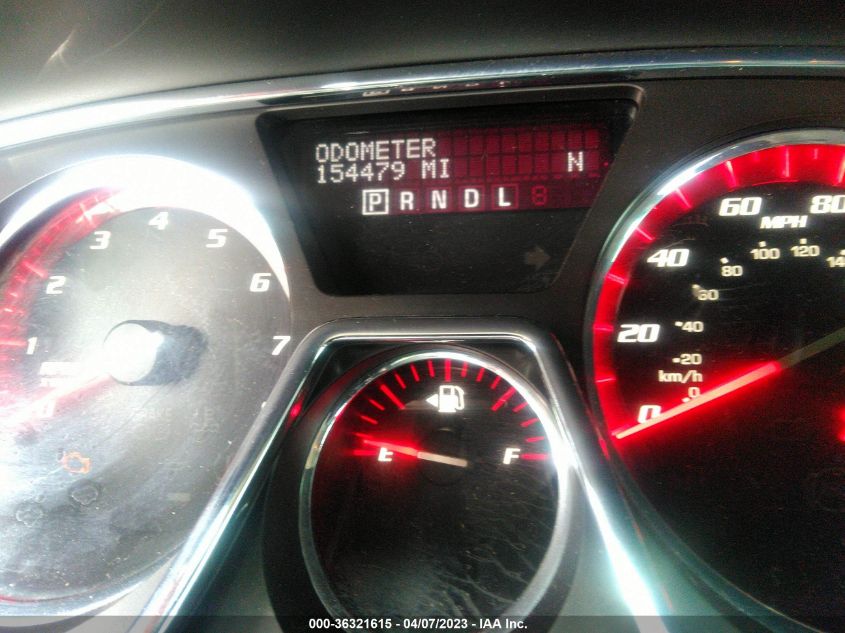 ODOMETER
154479 MI N
P R N D L
1 2 3 4 5 6 7
0
0 20 40 60 80
MPH
0 20 40 60 80 100 120
km/h
E F
000-36321615 - 04/07/2023 - IAA Inc.